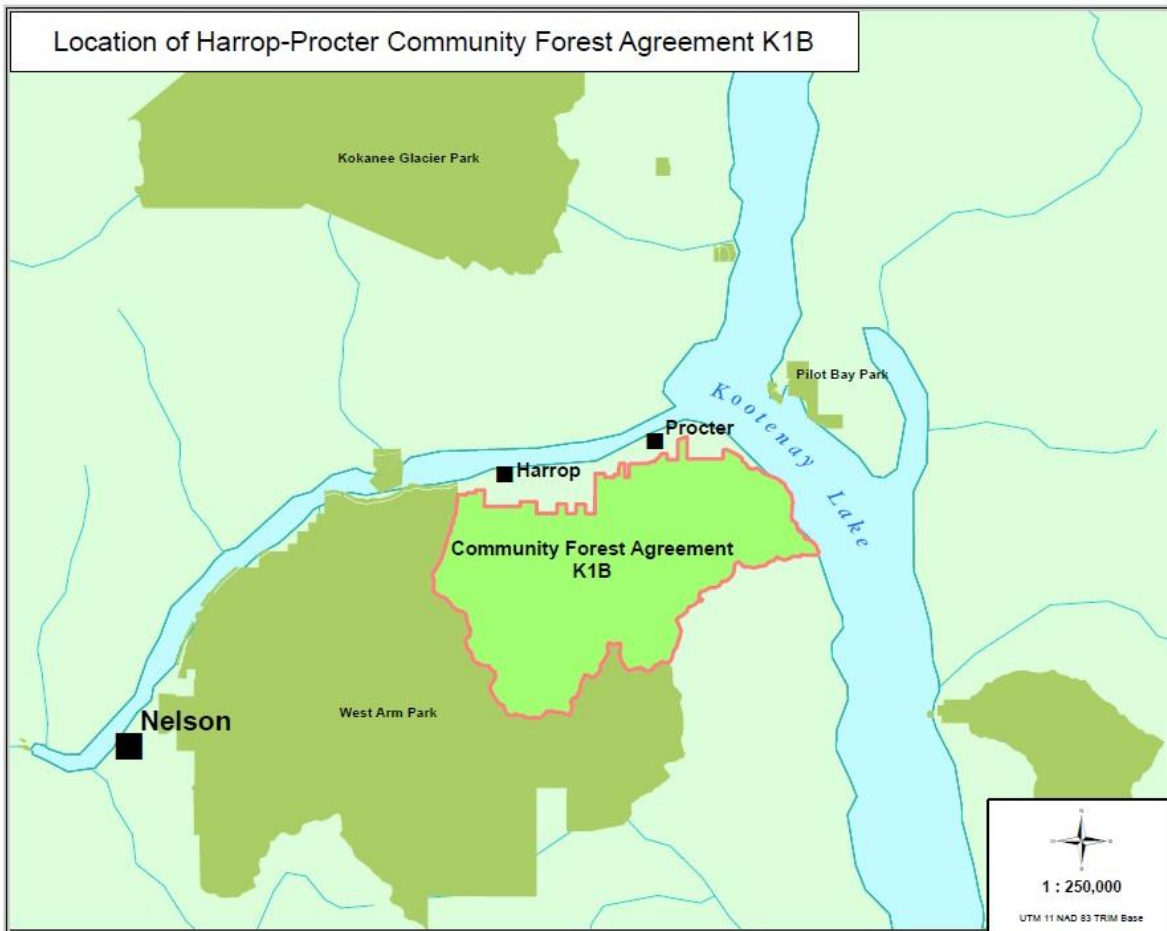 Location of Harrop-Procter Community Forest Agreement K1B
Kokanee Glacier Park
Pilot Bay Park
Kootenay Lake
Procter
Harrop
Community Forest Agreement
K1B
West Arm Park
Nelson
N
1 : 250,000
UTM 11 NAD 83 TRIM Base